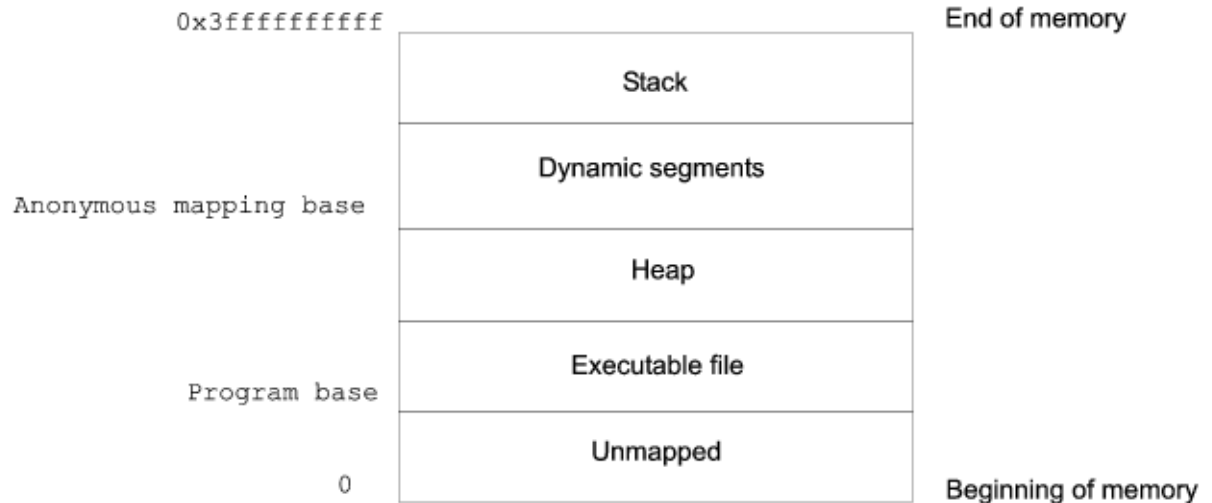 0x3ffffffffff End of memory
Stack
Dynamic segments
Anonymous mapping base
Heap
Executable file
Program base
Unmapped
0 Beginning of memory